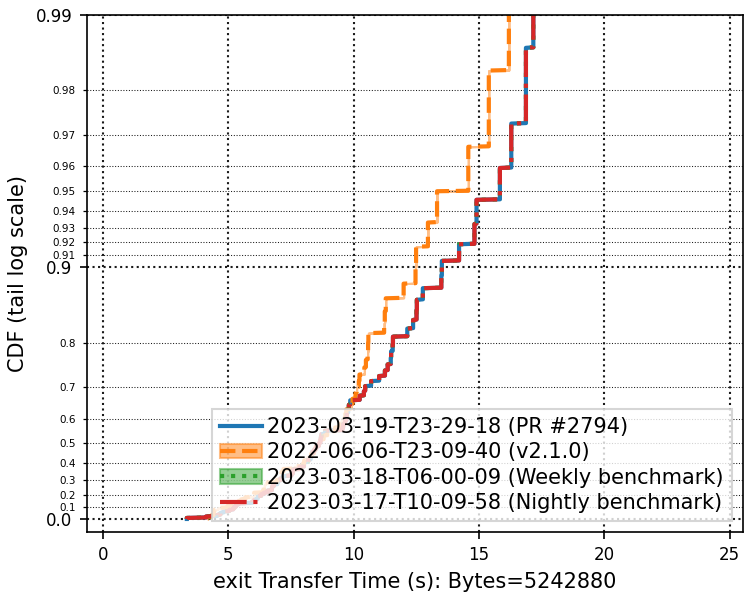 0.99
0.98
0.97
0.96
0.95
0.94
0.93
0.92
0.91
0.9
0.8
0.7
0.6
0.5
0.4
0.3
0.2
0.1
0.0
CDF (tail log scale)
2023-03-19-T23-29-18 (PR #2794)
2022-06-06-T23-09-40 (v2.1.0)
2023-03-18-T06-00-09 (Weekly benchmark)
2023-03-17-T10-09-58 (Nightly benchmark)
0 5 10 15 20 25
exit Transfer Time (s): Bytes=5242880